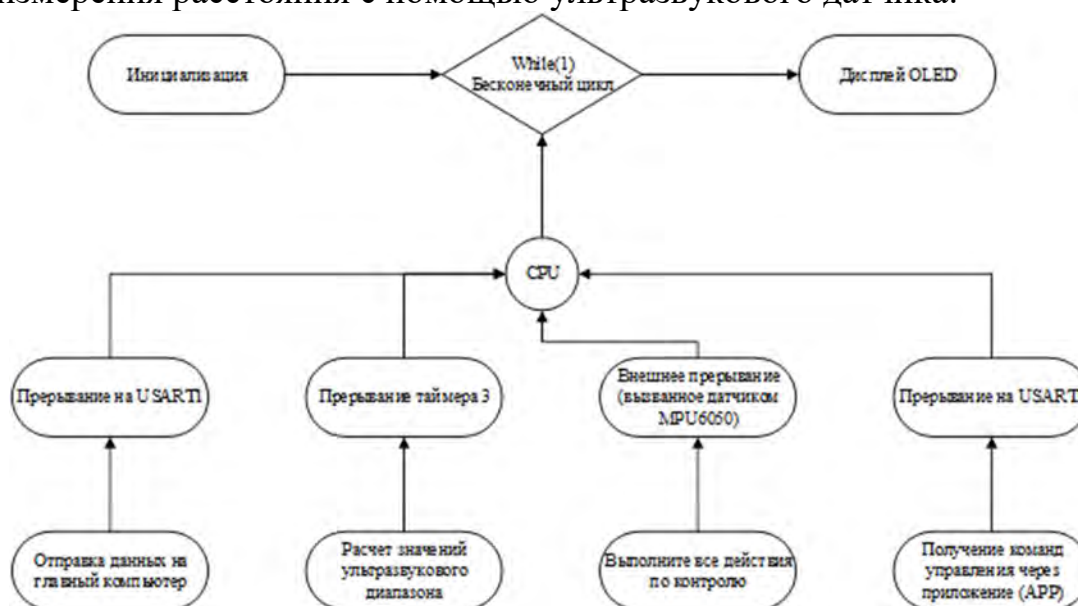 измерения расстояния с помощью ультразвукового датчика.
Инициализация
While(1)
Бесконечный цикл
Дисплей OLED
CPU
Прерывание на USART1
Прерывание таймера 3
Внешнее прерывание
(вызванное датчиком
MPU6050)
Прерывание на USART
Отправка данных на
главный компьютер
Расчет значений
ультразвукового
диапазона
Выполните все действия
по контролю
Получение команд
управления через
приложение (APP)